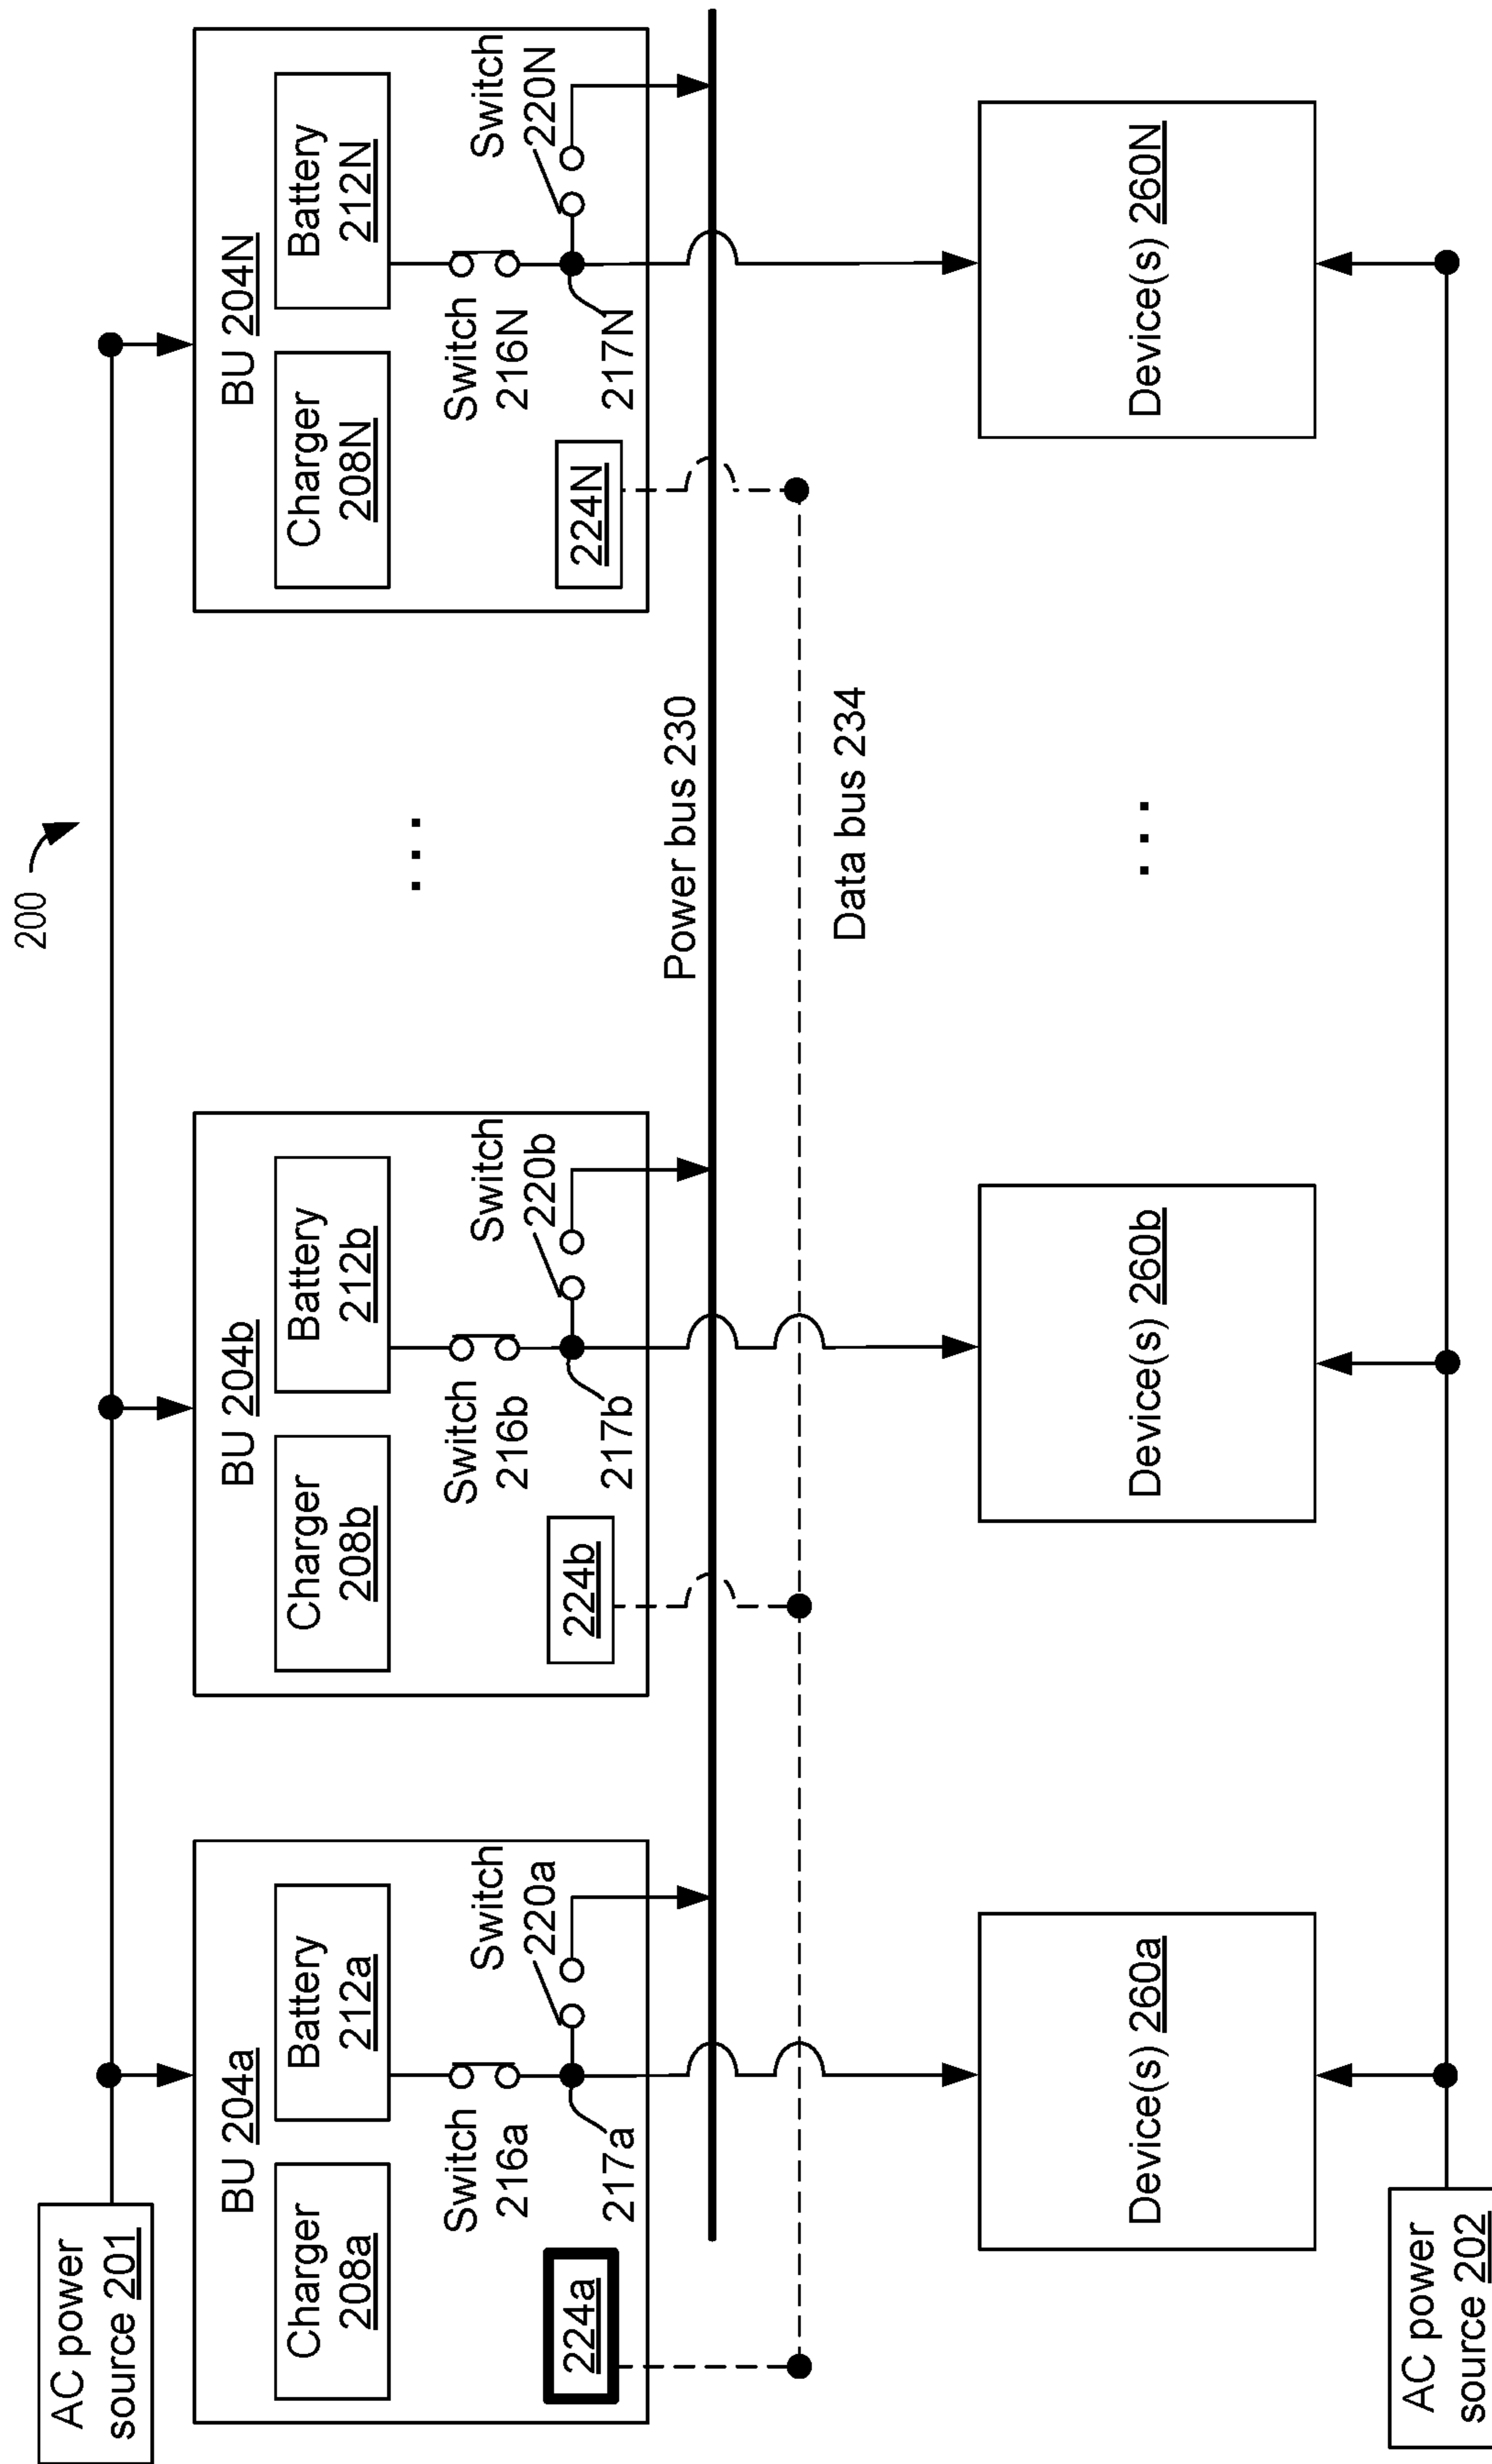 200
AC power
source 201
BU 204a
Charger
208a
Battery
212a
Switch
216a
217a
Switch
220a
224a
BU 204b
Charger
208b
Battery
212b
Switch
216b
217b
Switch
220b
224b
. . .
BU 204N
Charger
208N
Battery
212N
Switch
216N
217N
Switch
220N
224N
Power bus 230
Data bus 234
Device(s) 260a
Device(s) 260b
. . .
Device(s) 260N
AC power
source 202